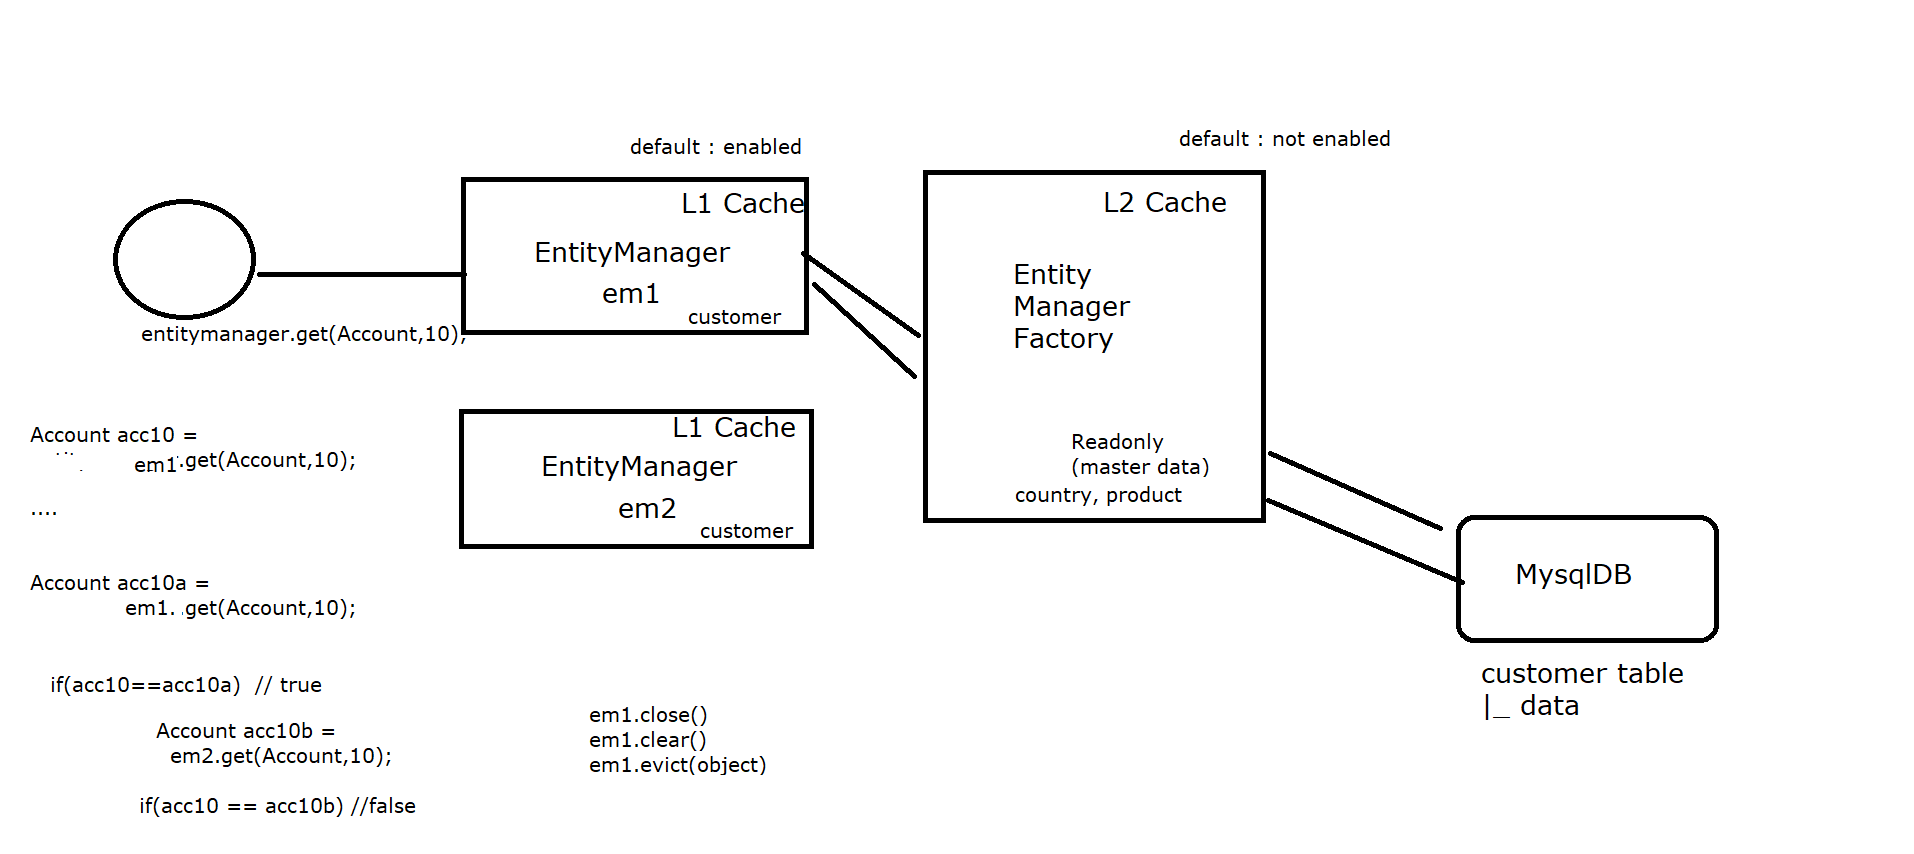 default : enabled
default : not enabled
L1 Cache
EntityManager
em1
customer
L2 Cache
Entity
Manager
Factory
Readonly
(master data)
country, product
entitymanager.get(Account,10);
L1 Cache
EntityManager
em2
customer
MysqlDB
customer table
|_ data
Account acc10 =
em1.get(Account,10);
....
Account acc10a =
em1. .get(Account,10);
if(acc10==acc10a) // true
Account acc10b =
em2.get(Account,10);
if(acc10 == acc10b) //false
em1.close()
em1.clear()
em1.evict(object)